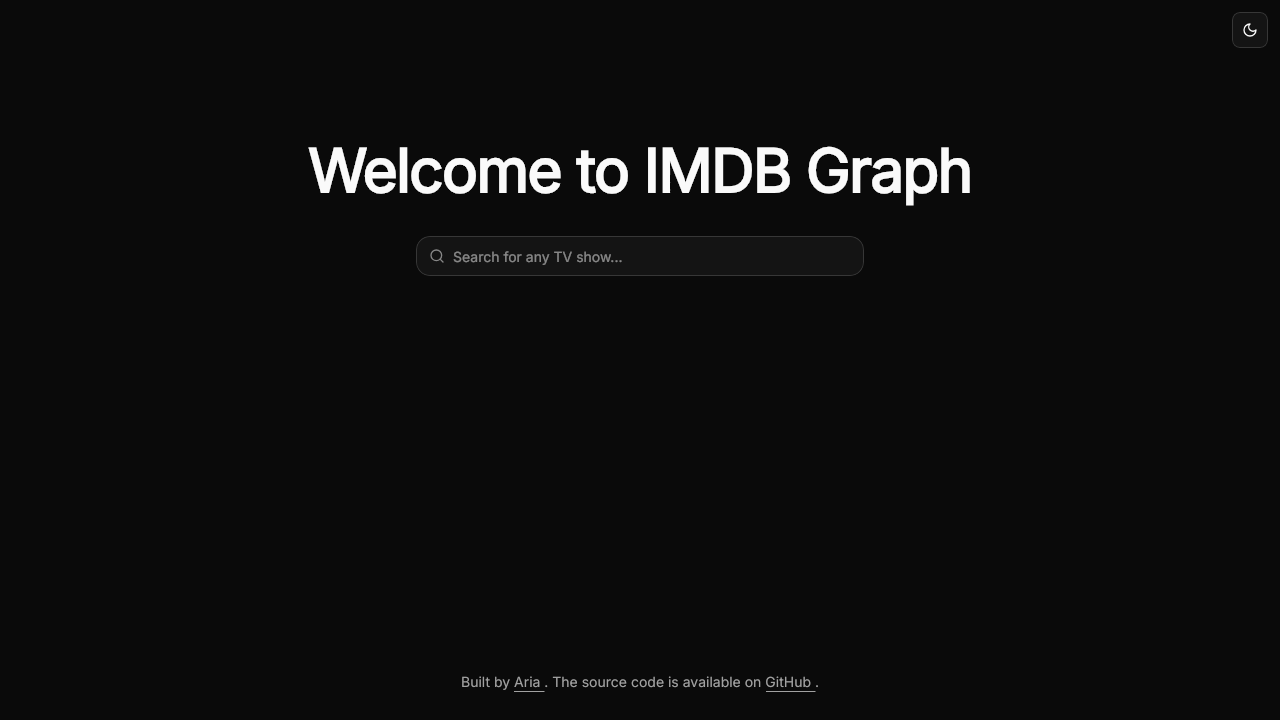 Welcome to IMDB Graph
Search for any TV show...
Built by Aria . The source code is available on GitHub .